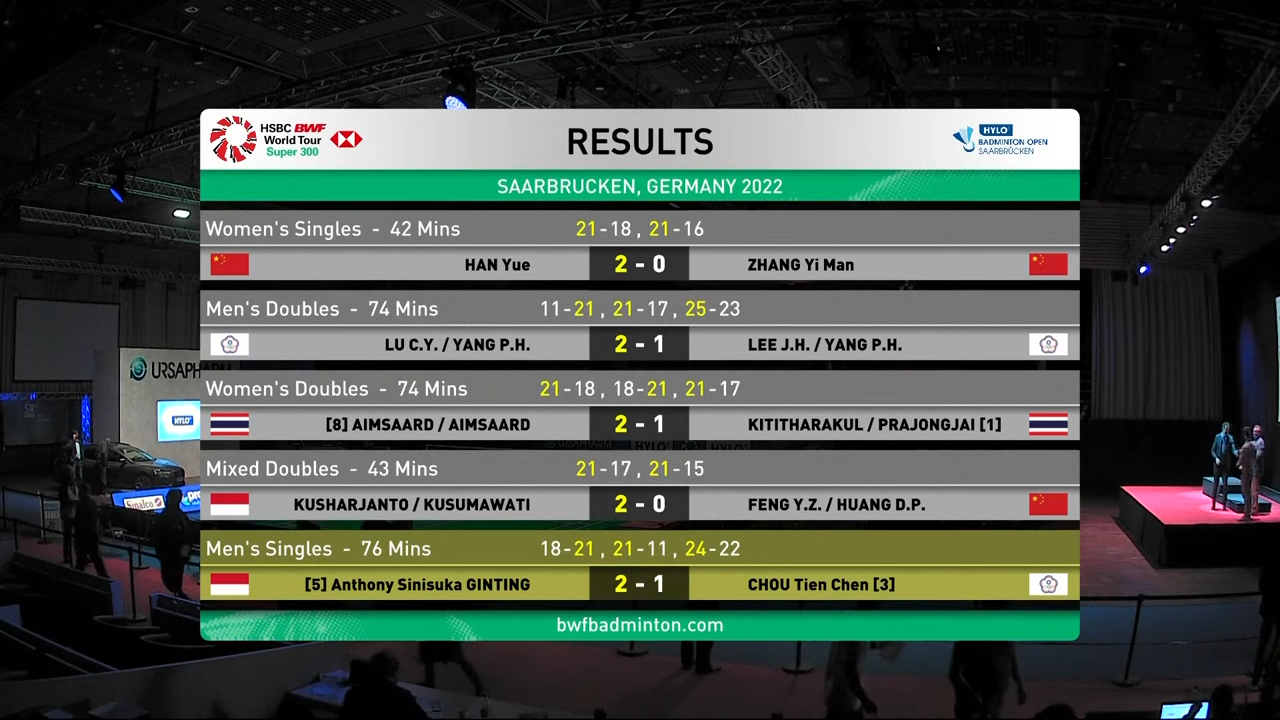 HSBC BWF
World Tour
Super 300
RESULTS
HYLO
BADMINTON OPEN
SAARBRÜCKEN
SAARBRUCKEN, GERMANY 2022
Women's Singles - 42 Mins 21-18 , 21-16
HAN Yue 2 - 0 ZHANG Yi Man
Men's Doubles - 74 Mins 11-21 , 21-17 , 25-23
LU C.Y. / YANG P.H. 2 - 1 LEE J.H. / YANG P.H.
Women's Doubles - 74 Mins 21-18 , 18-21 , 21-17
[8] AIMSAARD / AIMSAARD 2 - 1 KITITHARAKUL / PRAJONGJAI [1]
Mixed Doubles - 43 Mins 21-17 , 21-15
KUSHARJANTO / KUSUMAWATI 2 - 0 FENG Y.Z. / HUANG D.P.
Men's Singles - 76 Mins 18-21 , 21-11 , 24-22
[5] Anthony Sinisuka GINTING 2 - 1 CHOU Tien Chen [3]
bwfbadminton.com
URSAPHARM
HYLO
Sinalco